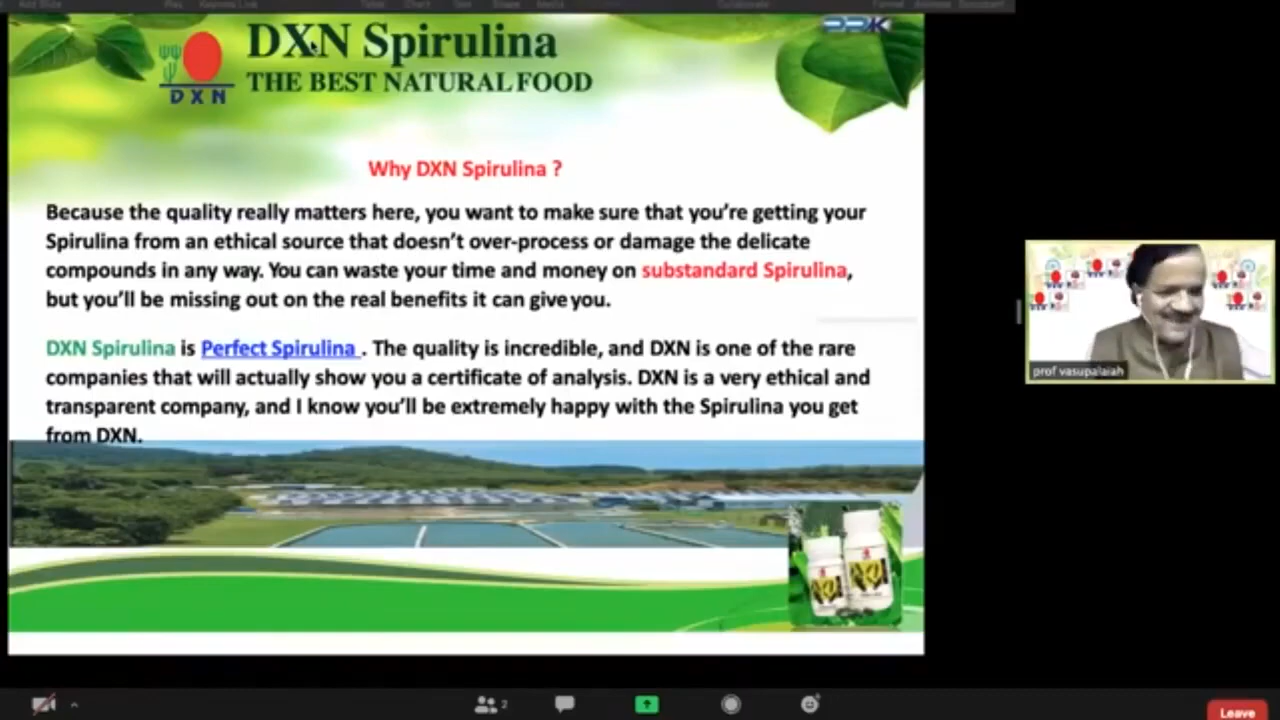 DXN Spirulina
THE BEST NATURAL FOOD
DXN
Why DXN Spirulina ?
Because the quality really matters here, you want to make sure that you're getting your
Spirulina from an ethical source that doesn't over-process or damage the delicate
compounds in any way. You can waste your time and money on substandard Spirulina,
but you'll be missing out on the real benefits it can give you.
DXN Spirulina is Perfect Spirulina . The quality is incredible, and DXN is one of the rare
companies that will actually show you a certificate of analysis. DXN is a very ethical and
transparent company, and I know you'll be extremely happy with the Spirulina you get
from DXN.
prof vasupalaiah
2
Leave